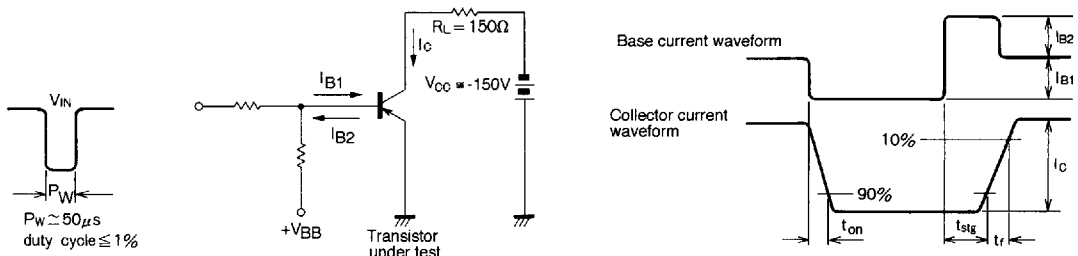 VIN
PW
PW≃50μs
duty cycle≦1%
IB1
IB2
+VBB
RL=150Ω
IC
VCC≃-150V
Transistor
under test
Base current waveform
IB2
IB1
Collector current
waveform
10%
90%
IC
ton
tstg
tf